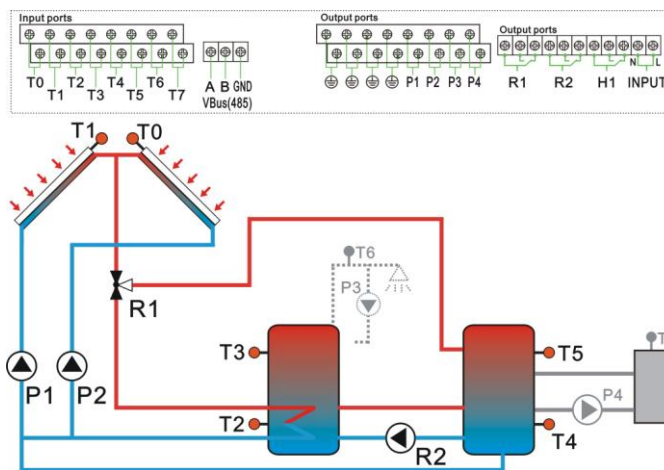 Input ports
T0 T2 T4 T6
T1 T3 T5 T7
A B GND
VBus(485)
Output ports
P1 P2 P3 P4
Output ports
R1 R2 H1 INPUT
N L
T1 T0
T6
P3
R1
T3
T5
P1 P2
P4
T2
R2
T4